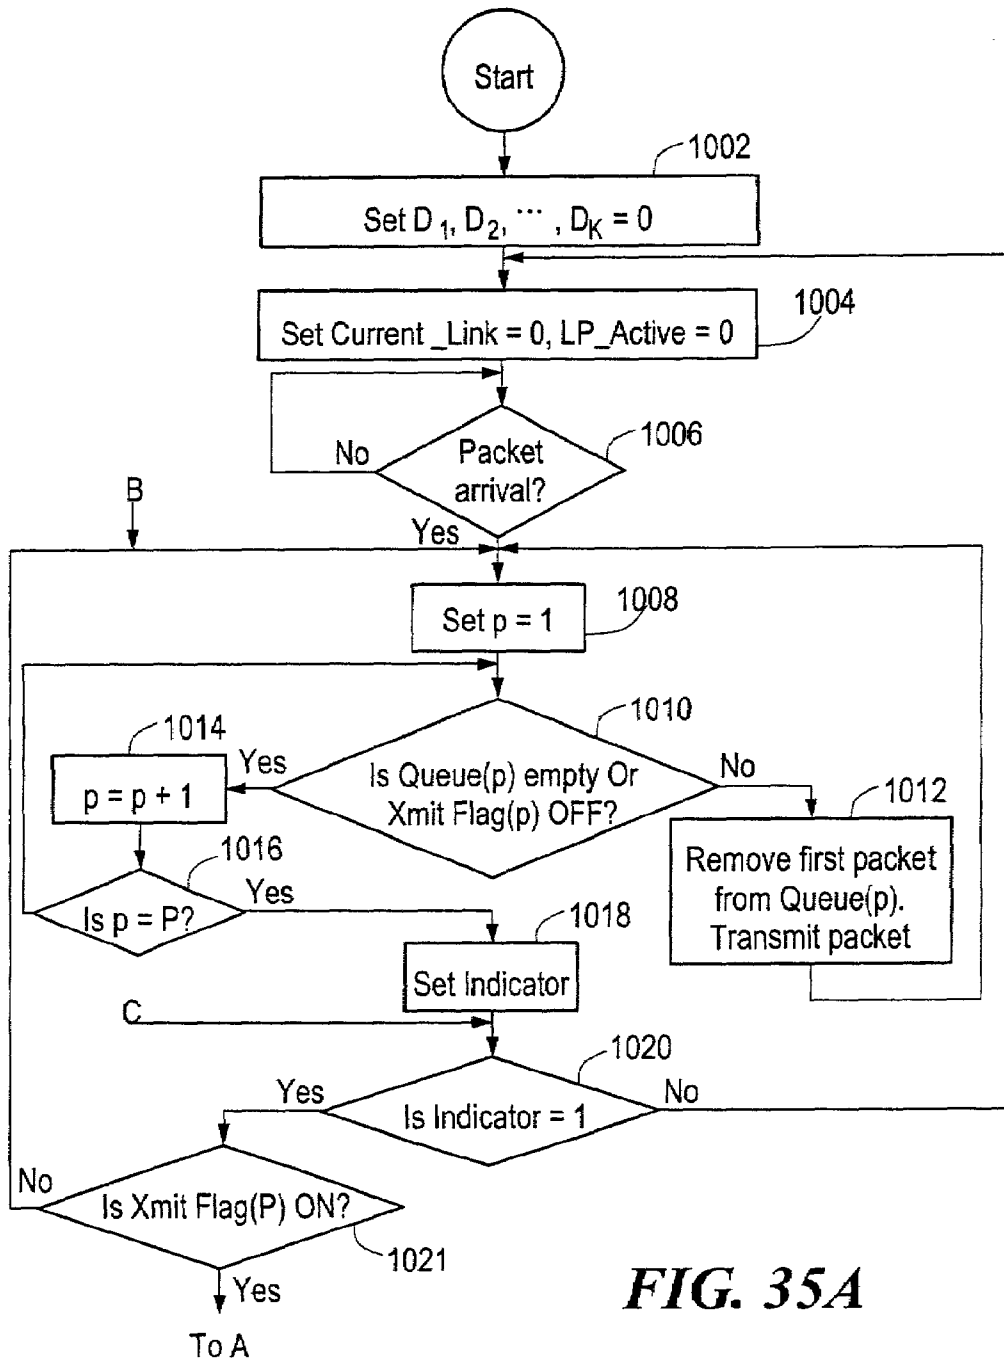 Start
1002
Set D1, D2, ... , DK = 0
1004
Set Current _Link = 0, LP_Active = 0
1006
No
Packet
arrival?
B
Yes
1008
Set p = 1
1014
1010
Yes
No
p = p + 1
Is Queue(p) empty Or
Xmit Flag(p) OFF?
1012
1016
Remove first packet
from Queue(p).
Transmit packet
Is p = P?
Yes
1018
Set Indicator
C
1020
Yes
No
Is Indicator = 1
No
Is Xmit Flag(P) ON?
1021
Yes
To A
FIG. 35A